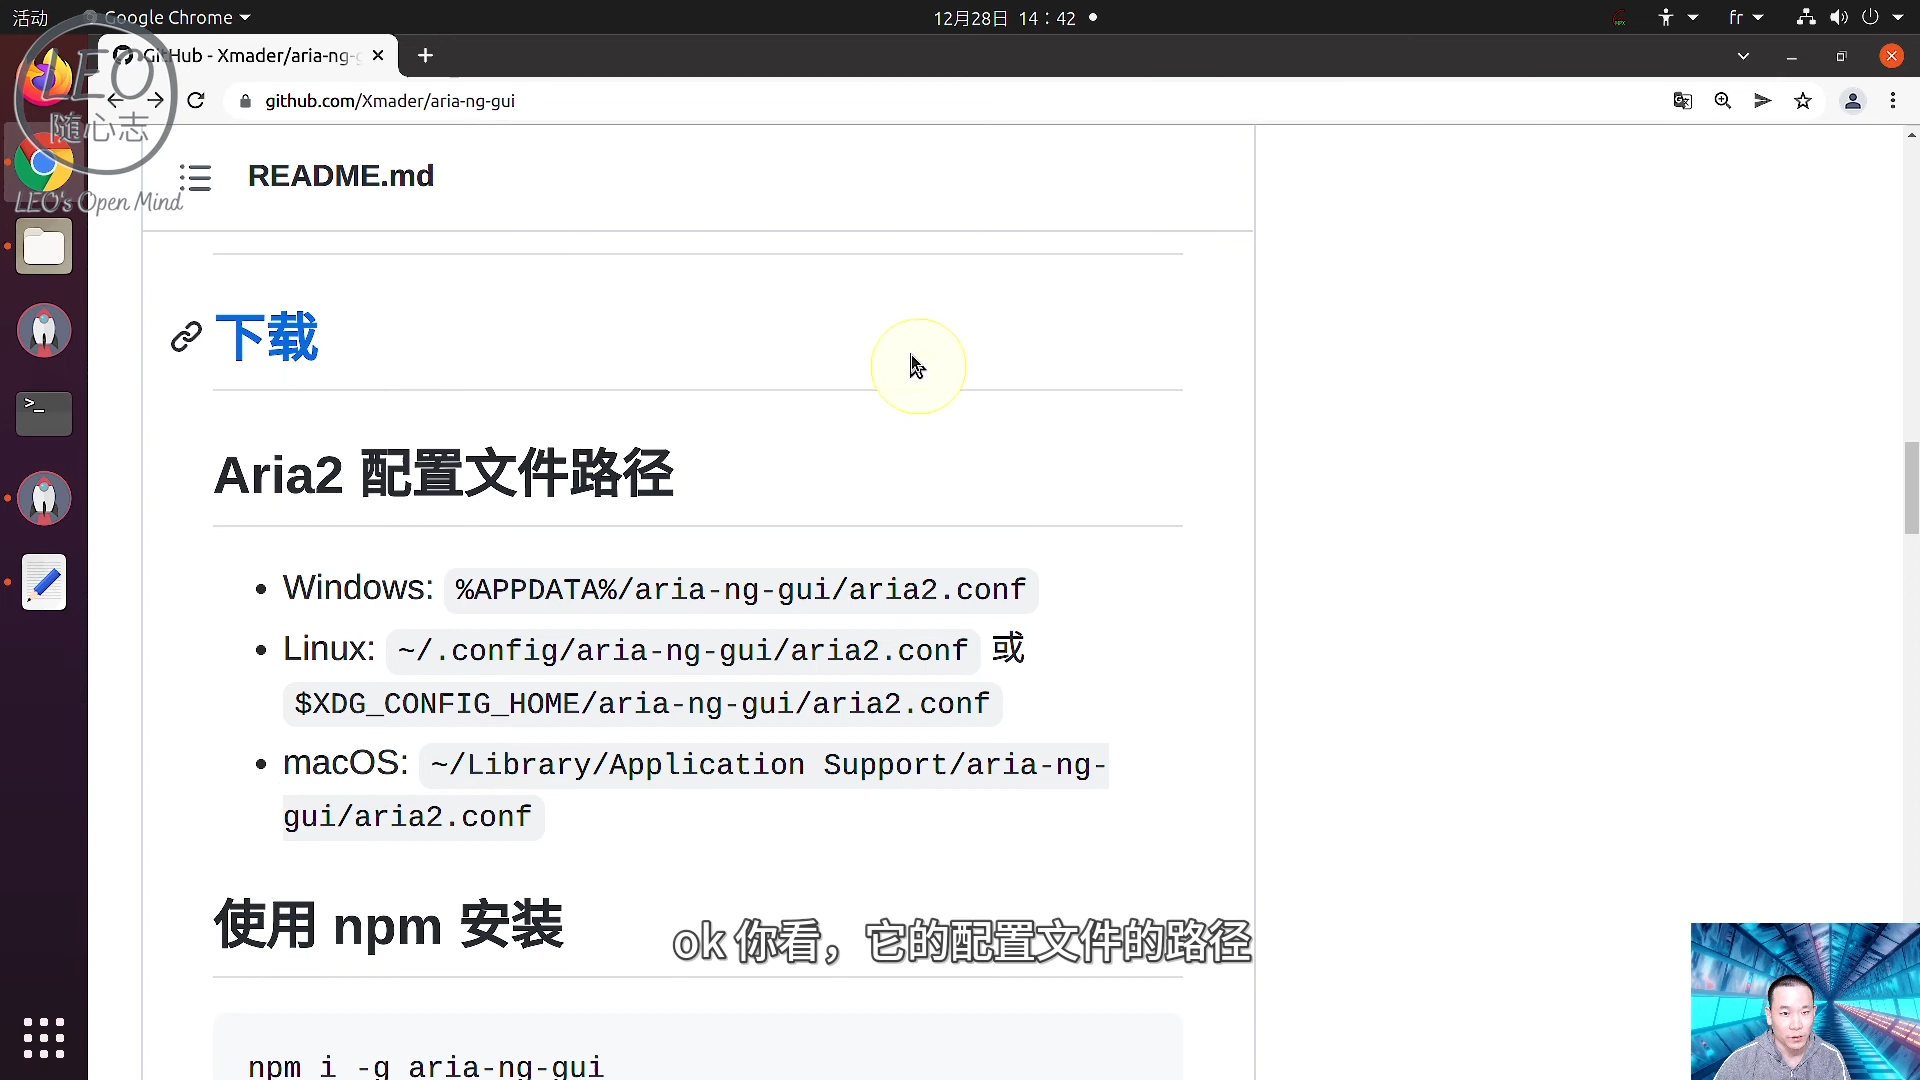 活动
Google Chrome
12月28日 14：42
fr
GitHub - Xmader/aria-ng-g
github.com/Xmader/aria-ng-gui
LEO
随心志
LEO's Open Mind
README.md
下载
Aria2 配置文件路径
Windows: %APPDATA%/aria-ng-gui/aria2.conf
Linux: ~/.config/aria-ng-gui/aria2.conf 或
$XDG_CONFIG_HOME/aria-ng-gui/aria2.conf
macOS: ~/Library/Application Support/aria-ng-
gui/aria2.conf
使用 npm 安装
ok 你看，它的配置文件的路径
npm i -g aria-ng-gui